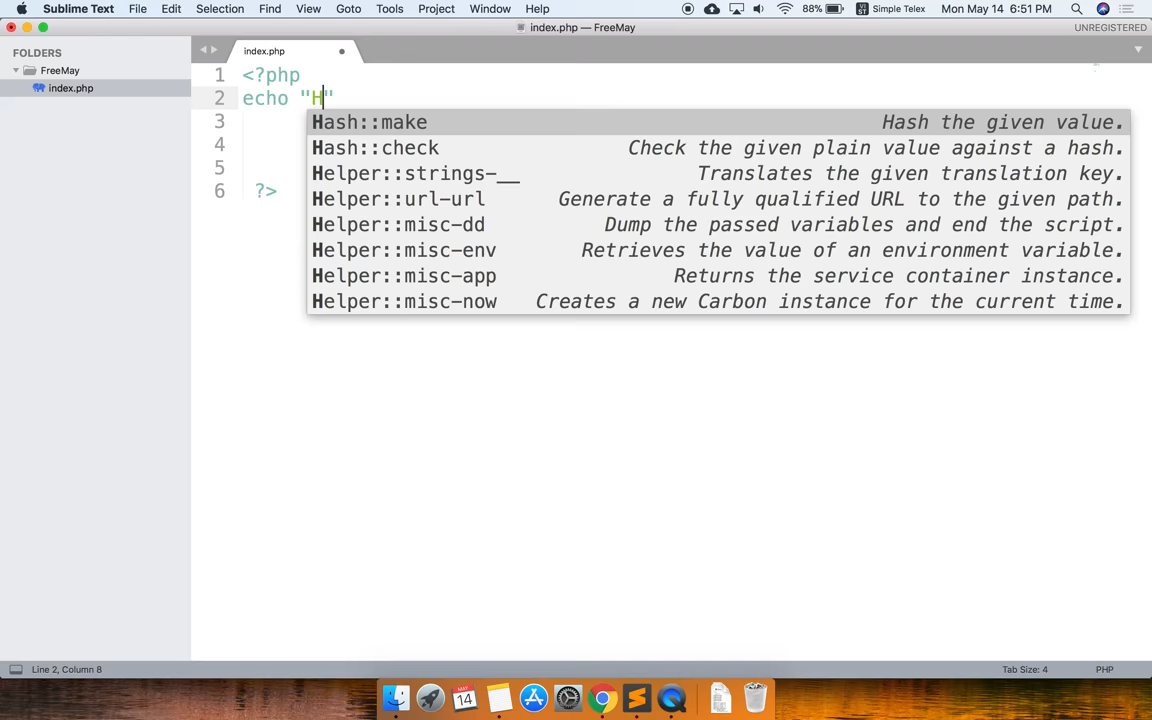 Sublime Text File Edit Selection Find View Goto Tools Project Window Help 88% VI ST Simple Telex Mon May 14 6:51 PM
index.php — FreeMay UNREGISTERED
FOLDERS
FreeMay
index.php
index.php
1 <?php
2 echo "H"
3
4
5
6 ?>
Hash::make Hash the given value.
Hash::check Check the given plain value against a hash.
Helper::strings-__ Translates the given translation key.
Helper::url-url Generate a fully qualified URL to the given path.
Helper::misc-dd Dump the passed variables and end the script.
Helper::misc-env Retrieves the value of an environment variable.
Helper::misc-app Returns the service container instance.
Helper::misc-now Creates a new Carbon instance for the current time.
Line 2, Column 8 Tab Size: 4 PHP
MAY
14